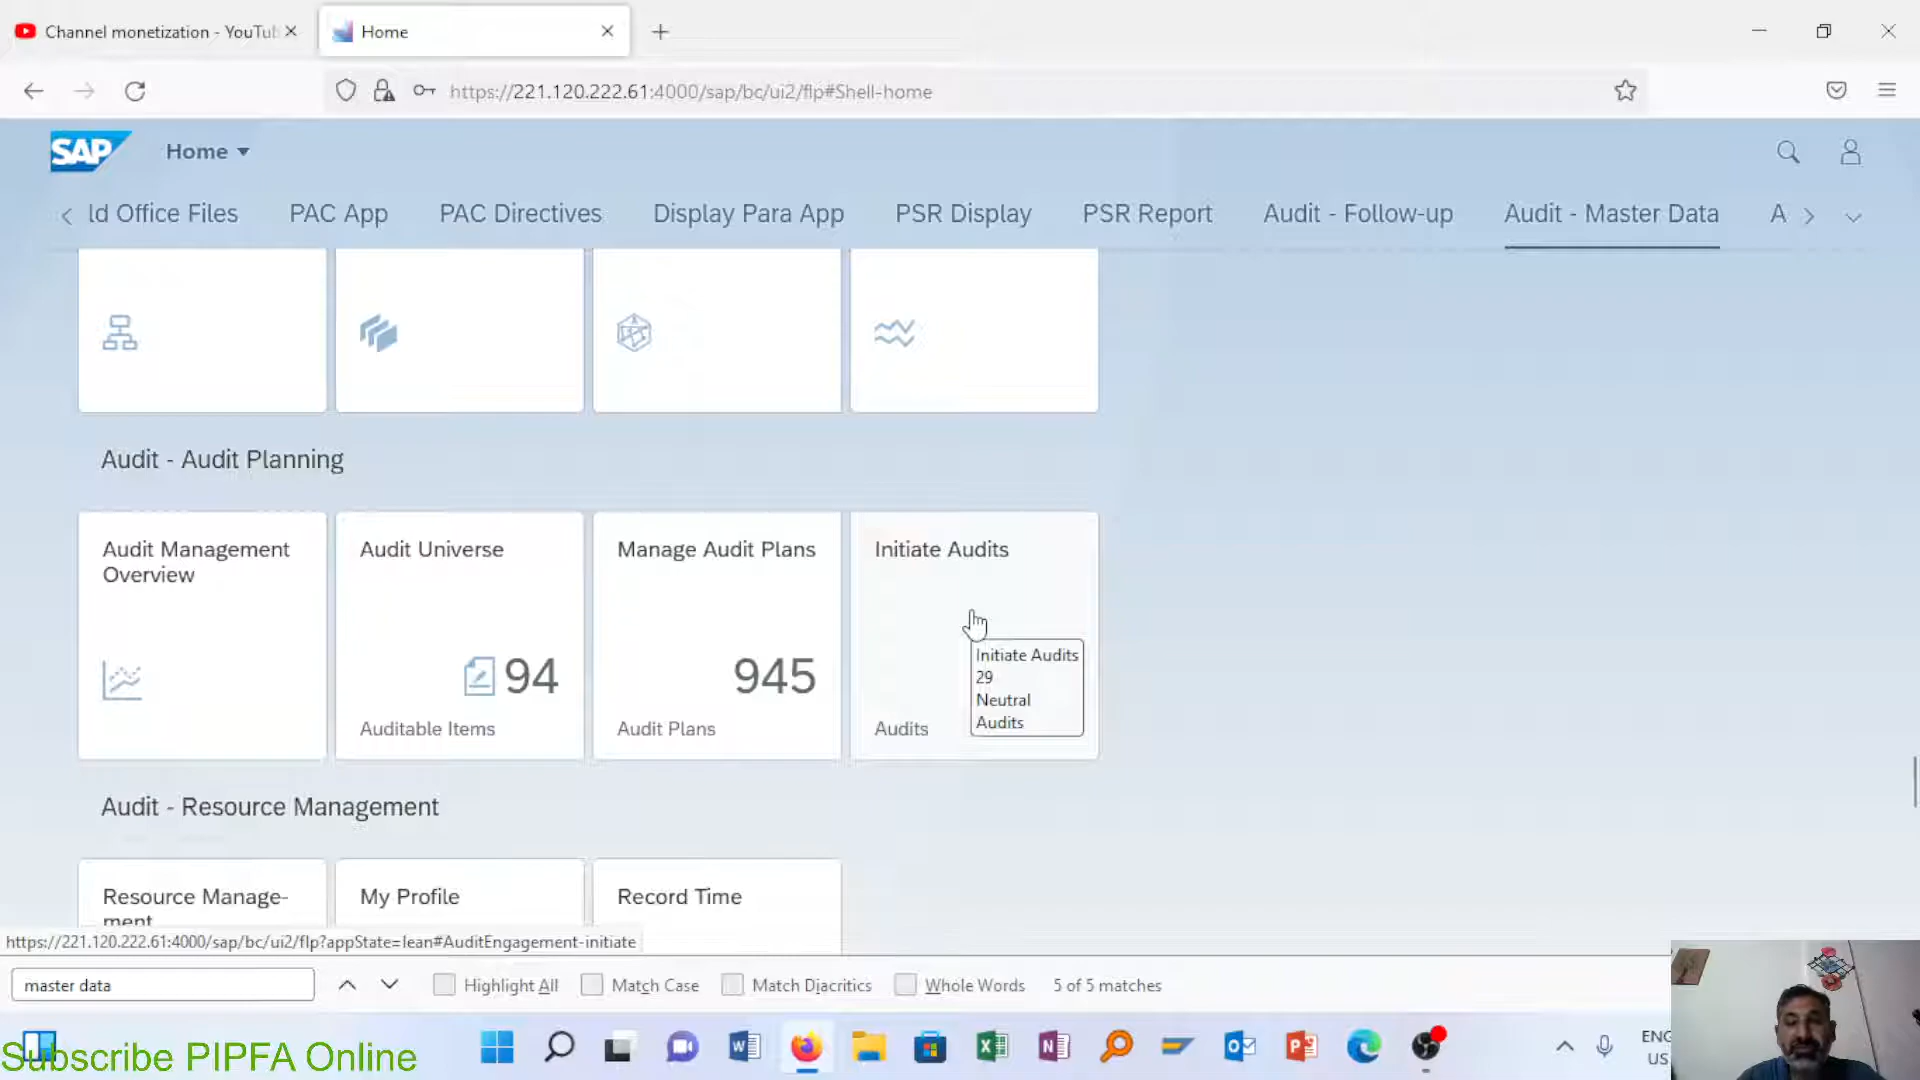 Channel monetization - YouTub
Home
https://221.120.222.61:4000/sap/bc/ui2/flp#Shell-home
SAP Home
ld Office Files PAC App PAC Directives Display Para App PSR Display PSR Report Audit - Follow-up Audit - Master Data A
Audit - Audit Planning
Audit Management
Overview
Audit Universe
94
Auditable Items
Manage Audit Plans
945
Audit Plans
Initiate Audits
Audits
Initiate Audits
29
Neutral
Audits
Audit - Resource Management
Resource Manage-
ment
My Profile
Record Time
https://221.120.222.61:4000/sap/bc/ui2/flp?appState=lean#AuditEngagement-initiate
master data Highlight All Match Case Match Diacritics Whole Words 5 of 5 matches
Subscribe PIPFA Online
ENG
US